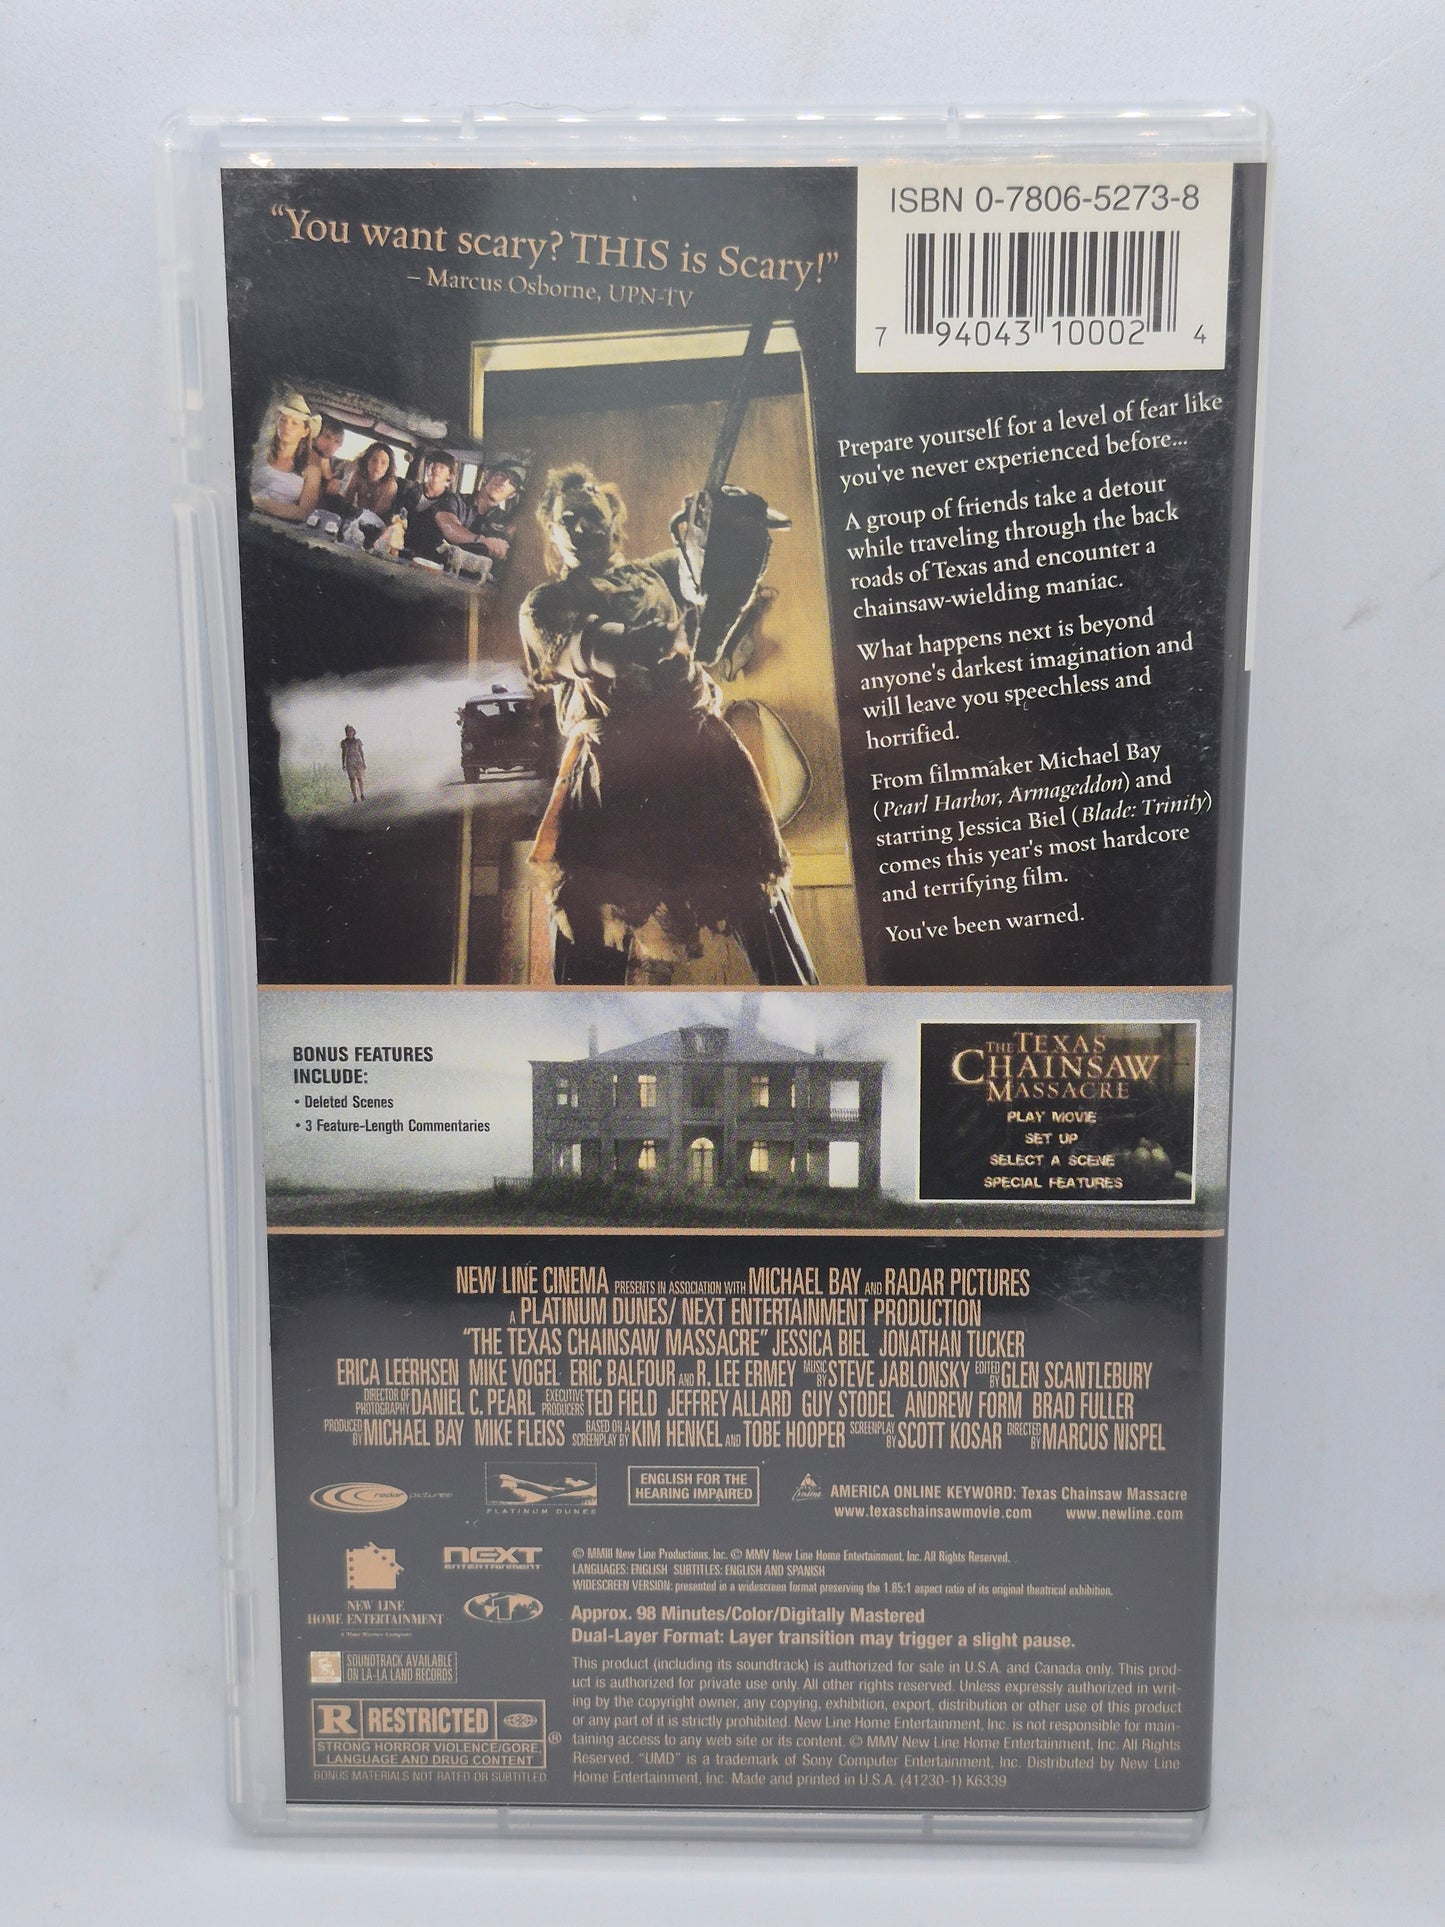 "You want scary? THIS is Scary!"
– Marcus Osborne, UPN-TV
ISBN 0-7806-5273-8
7 94043 10002 4
Prepare yourself for a level of fear like
you've never experienced before...
A group of friends take a detour
while traveling through the back
roads of Texas and encounter a
chainsaw-wielding maniac.
What happens next is beyond
anyone's darkest imagination and
will leave you speechless and
horrified.
From filmmaker Michael Bay
(Pearl Harbor, Armageddon) and
starring Jessica Biel (Blade: Trinity)
comes this year's most hardcore
and terrifying film.
You've been warned.
BONUS FEATURES
INCLUDE:
• Deleted Scenes
• 3 Feature-Length Commentaries
THE TEXAS
CHAINSAW
MASSACRE
PLAY MOVIE
SET UP
SELECT A SCENE
SPECIAL FEATURES
NEW LINE CINEMA PRESENTS IN ASSOCIATION WITH MICHAEL BAY AND RADAR PICTURES
A PLATINUM DUNES/ NEXT ENTERTAINMENT PRODUCTION
"THE TEXAS CHAINSAW MASSACRE" JESSICA BIEL JONATHAN TUCKER
ERICA LEERHSEN MIKE VOGEL ERIC BALFOUR AND R. LEE ERMEY MUSIC BY STEVE JABLONSKY EDITED BY GLEN SCANTLEBURY
DIRECTOR OF PHOTOGRAPHY DANIEL C. PEARL EXECUTIVE PRODUCERS TED FIELD JEFFREY ALLARD GUY STODEL ANDREW FORM BRAD FULLER
PRODUCED BY MICHAEL BAY MIKE FLEISS BASED ON A SCREENPLAY BY KIM HENKEL AND TOBE HOOPER SCREENPLAY BY SCOTT KOSAR DIRECTED BY MARCUS NISPEL
radar pictures
PLATINUM DUNES
ENGLISH FOR THE
HEARING IMPAIRED
AMERICA ONLINE KEYWORD: Texas Chainsaw Massacre
www.texaschainsawmovie.com www.newline.com
NEW LINE
HOME ENTERTAINMENT
A Time Warner Company
NEXT
ENTERTAINMENT
1
© MMIII New Line Productions, Inc. © MMV New Line Home Entertainment, Inc. All Rights Reserved.
LANGUAGES: ENGLISH SUBTITLES: ENGLISH AND SPANISH
WIDESCREEN VERSION: presented in a widescreen format preserving the 1.85:1 aspect ratio of its original theatrical exhibition.
Approx. 98 Minutes/Color/Digitally Mastered
Dual-Layer Format: Layer transition may trigger a slight pause.
SOUNDTRACK AVAILABLE
ON LA-LA LAND RECORDS
R RESTRICTED ®
STRONG HORROR VIOLENCE/GORE,
LANGUAGE AND DRUG CONTENT
BONUS MATERIALS NOT RATED OR SUBTITLED.
This product (including its soundtrack) is authorized for sale in U.S.A. and Canada only. This prod-
uct is authorized for private use only. All other rights reserved. Unless expressly authorized in writ-
ing by the copyright owner, any copying, exhibition, export, distribution or other use of this product
or any part of it is strictly prohibited. New Line Home Entertainment, Inc. is not responsible for main-
taining access to any web site or its content. © MMV New Line Home Entertainment, Inc. All Rights
Reserved. "UMD" is a trademark of Sony Computer Entertainment, Inc. Distributed by New Line
Home Entertainment, Inc. Made and printed in U.S.A. (41230-1) K6339